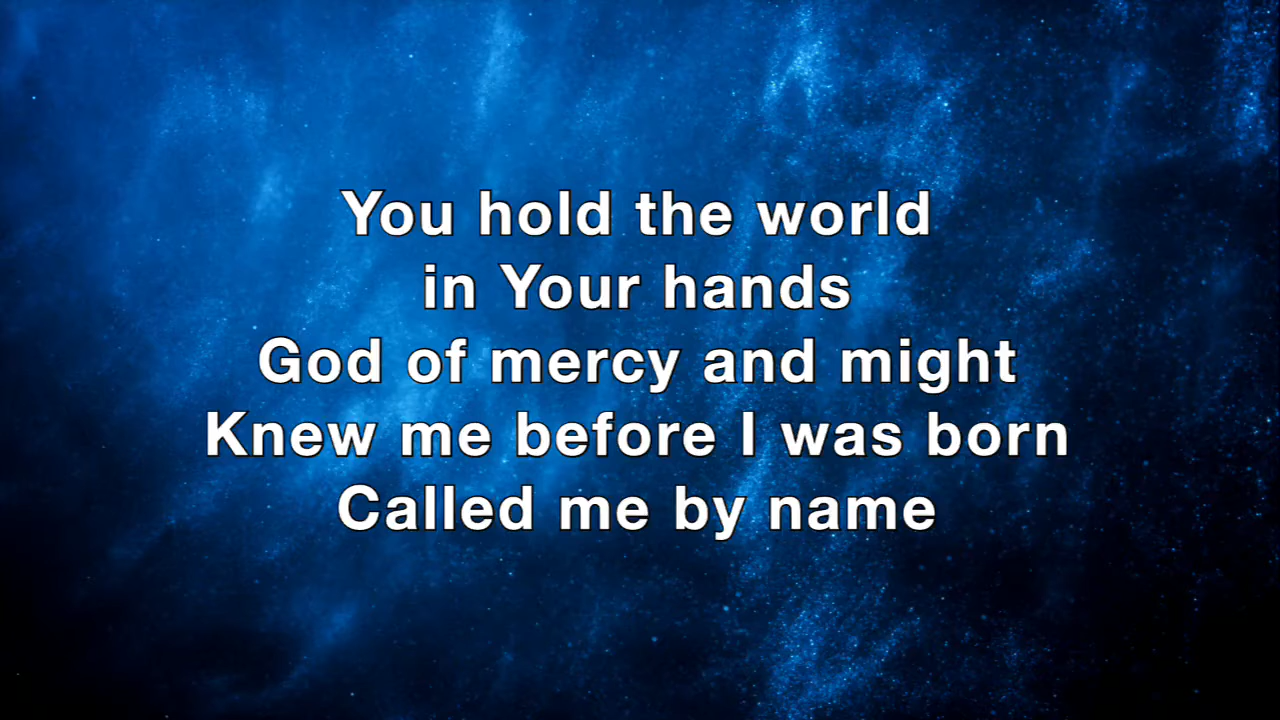 You hold the world
in Your hands
God of mercy and might
Knew me before I was born
Called me by name